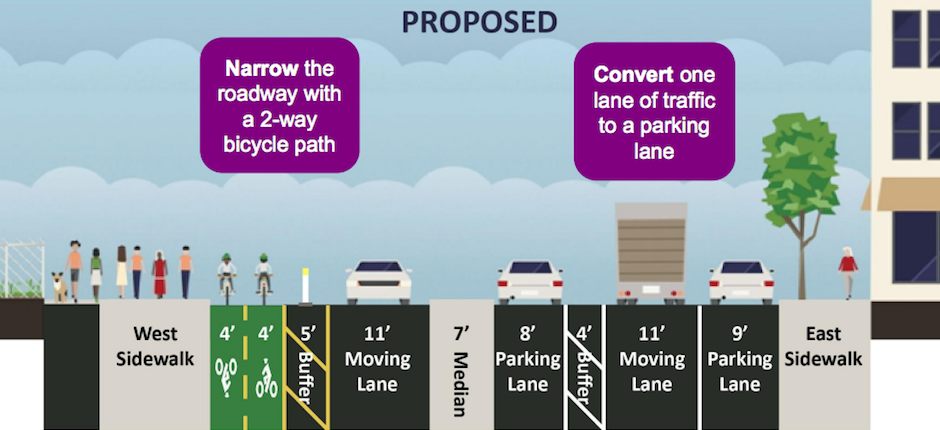 PROPOSED
Narrow the
roadway with
a 2-way
bicycle path
Convert one
lane of traffic
to a parking
lane
West
Sidewalk
4’
4’
5’
Buffer
11’
Moving
Lane
7’
Median
8’
Parking
Lane
4’
Buffer
11’
Moving
Lane
9’
Parking
Lane
East
Sidewalk